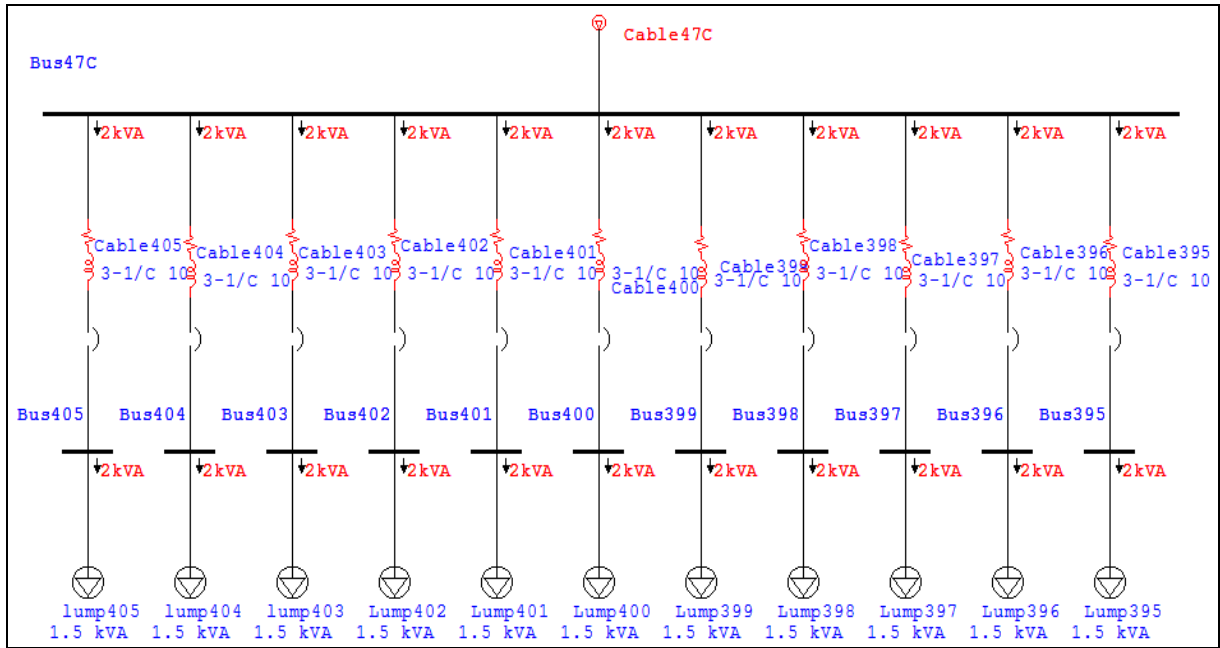 Cable47C
Bus47C
2kVA 2kVA 2kVA 2kVA 2kVA 2kVA 2kVA 2kVA 2kVA 2kVA 2kVA
Cable405 Cable404 Cable403 Cable402 Cable401 Cable399 Cable398 Cable397 Cable396 Cable395
3-1/C 10 3-1/C 10 3-1/C 10 3-1/C 10 3-1/C 10 3-1/C 10 3-1/C 10 3-1/C 10 3-1/C 10 3-1/C 10 3-1/C 10
Cable400
Bus405 Bus404 Bus403 Bus402 Bus401 Bus400 Bus399 Bus398 Bus397 Bus396 Bus395
2kVA 2kVA 2kVA 2kVA 2kVA 2kVA 2kVA 2kVA 2kVA 2kVA 2kVA
lump405 lump404 lump403 Lump402 Lump401 Lump400 Lump399 Lump398 Lump397 Lump396 Lump395
1.5 kVA 1.5 kVA 1.5 kVA 1.5 kVA 1.5 kVA 1.5 kVA 1.5 kVA 1.5 kVA 1.5 kVA 1.5 kVA 1.5 kVA